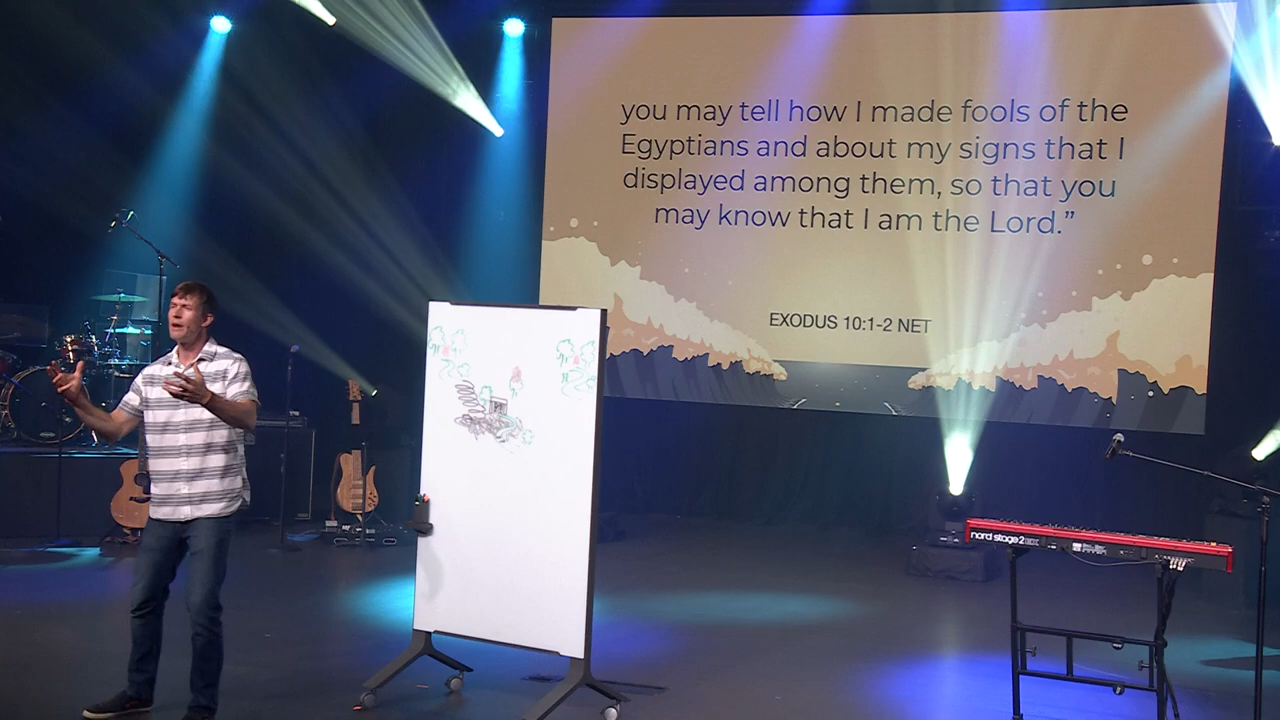 you may tell how I made fools of the
Egyptians and about my signs that I
displayed among them, so that you
may know that I am the Lord.”
EXODUS 10:1-2 NET
nord stage 2 EX